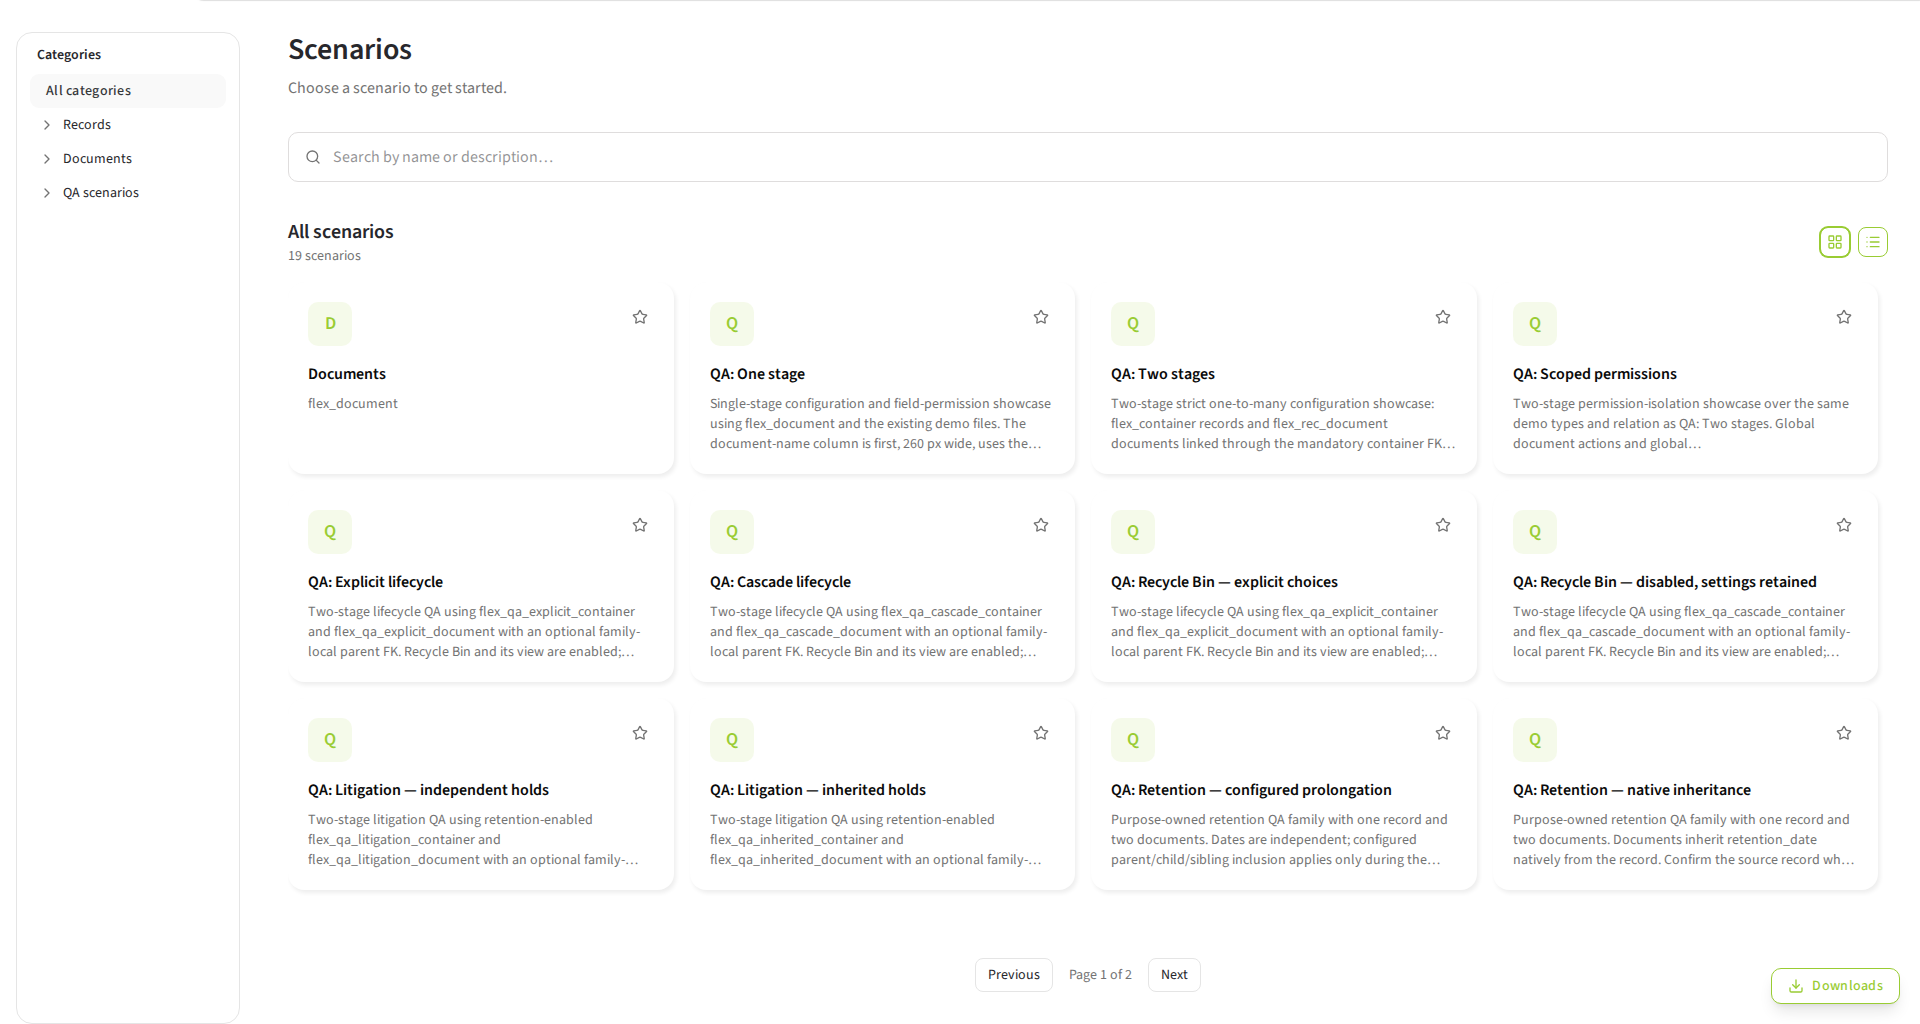 Categories
All categories
Records
Documents
QA scenarios
Scenarios
Choose a scenario to get started.
Search by name or description…
All scenarios
19 scenarios
D
Documents
flex_document
Q
QA: One stage
Single-stage configuration and field-permission showcase
using flex_document and the existing demo files. The
document-name column is first, 260 px wide, uses the…
Q
QA: Two stages
Two-stage strict one-to-many configuration showcase:
flex_container records and flex_rec_document
documents linked through the mandatory container FK…
Q
QA: Scoped permissions
Two-stage permission-isolation showcase over the same
demo types and relation as QA: Two stages. Global
document actions and global…
Q
QA: Explicit lifecycle
Two-stage lifecycle QA using flex_qa_explicit_container
and flex_qa_explicit_document with an optional family-
local parent FK. Recycle Bin and its view are enabled;…
Q
QA: Cascade lifecycle
Two-stage lifecycle QA using flex_qa_cascade_container
and flex_qa_cascade_document with an optional family-
local parent FK. Recycle Bin and its view are enabled;…
Q
QA: Recycle Bin — explicit choices
Two-stage lifecycle QA using flex_qa_explicit_container
and flex_qa_explicit_document with an optional family-
local parent FK. Recycle Bin and its view are enabled;…
Q
QA: Recycle Bin — disabled, settings retained
Two-stage lifecycle QA using flex_qa_cascade_container
and flex_qa_cascade_document with an optional family-
local parent FK. Recycle Bin and its view are enabled;…
Q
QA: Litigation — independent holds
Two-stage litigation QA using retention-enabled
flex_qa_litigation_container and
flex_qa_litigation_document with an optional family-…
Q
QA: Litigation — inherited holds
Two-stage litigation QA using retention-enabled
flex_qa_inherited_container and
flex_qa_inherited_document with an optional family-…
Q
QA: Retention — configured prolongation
Purpose-owned retention QA family with one record and
two documents. Dates are independent; configured
parent/child/sibling inclusion applies only during the…
Q
QA: Retention — native inheritance
Purpose-owned retention QA family with one record and
two documents. Documents inherit retention_date
natively from the record. Confirm the source record wh…
Previous
Page 1 of 2
Next
Downloads